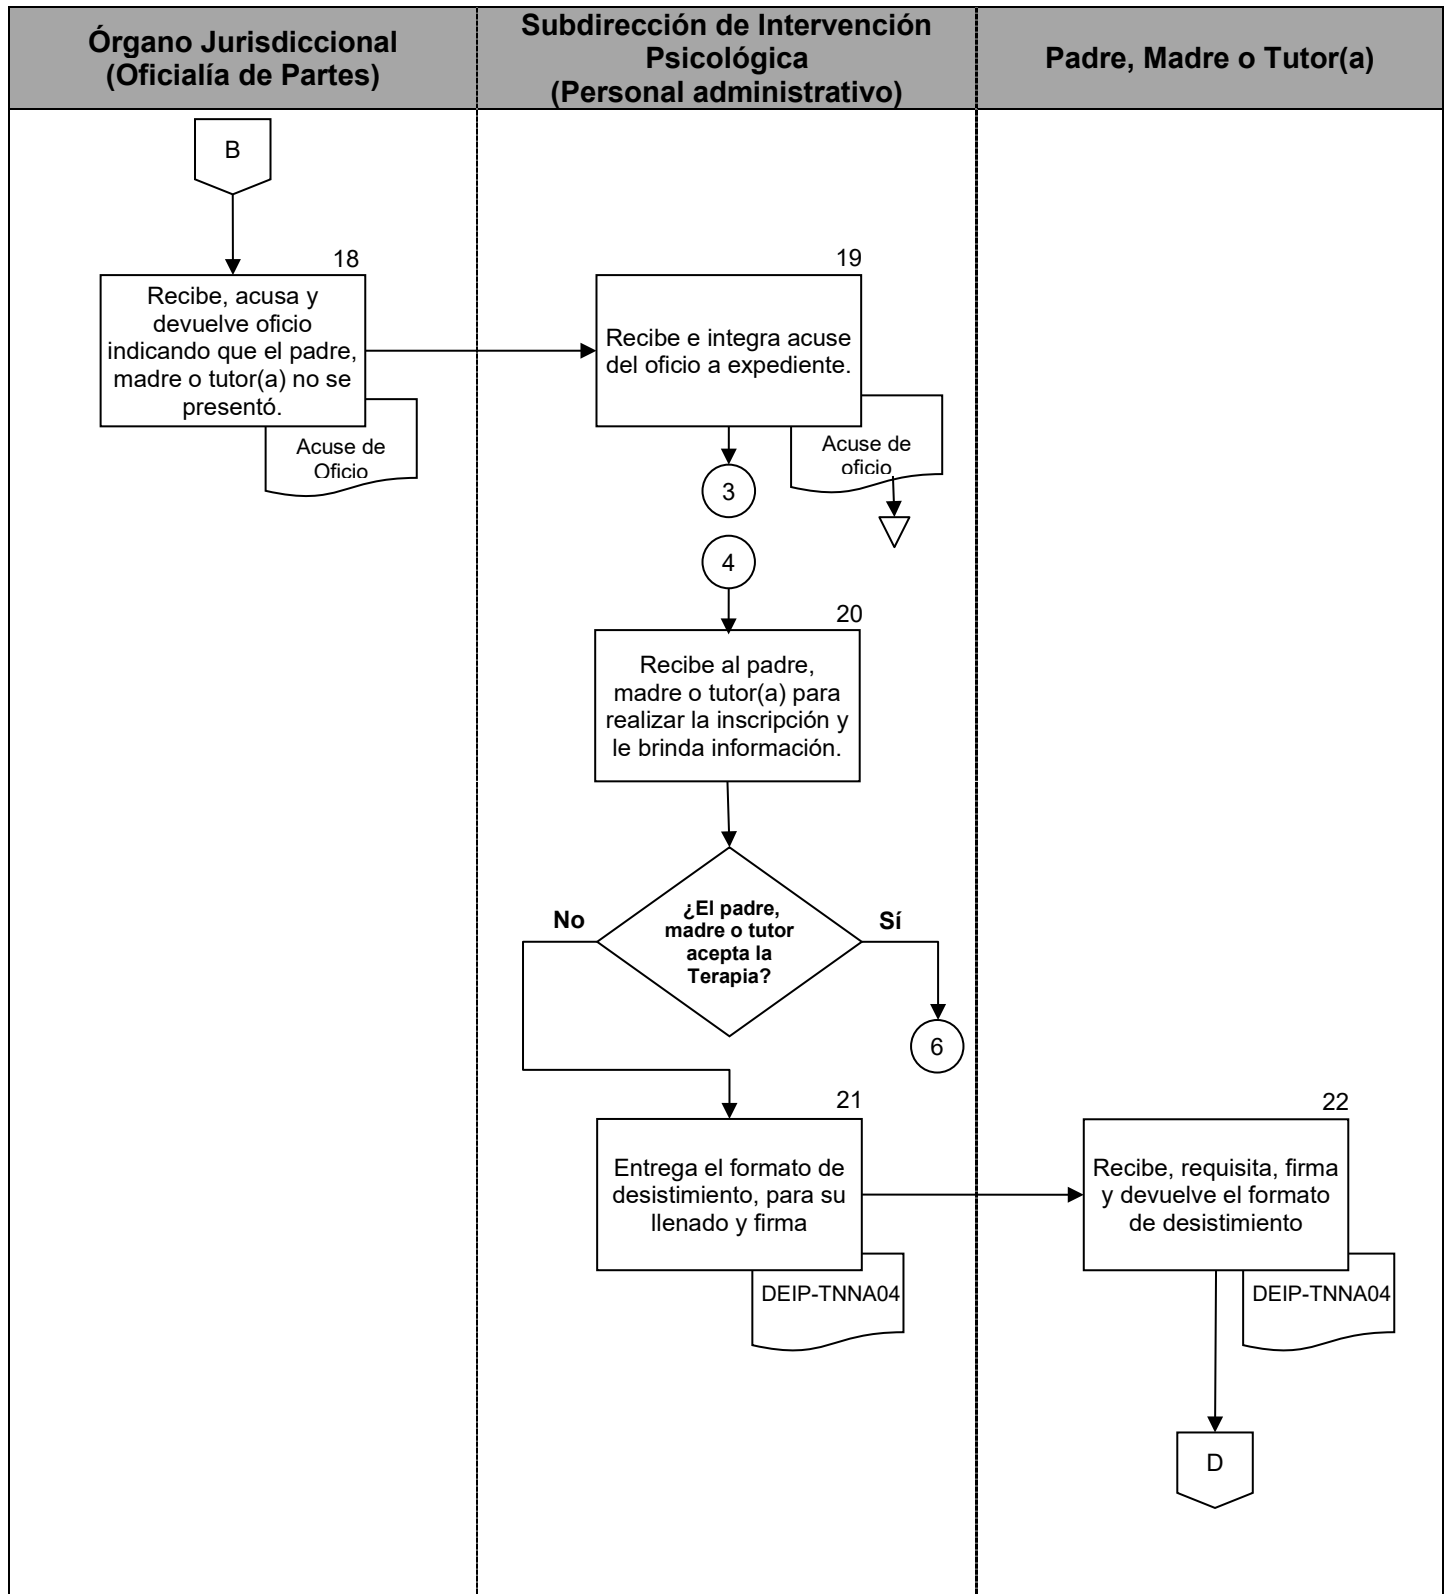 Órgano Jurisdiccional
(Oficialía de Partes)
Subdirección de Intervención
Psicológica
(Personal administrativo)
Padre, Madre o Tutor(a)
B
18
Recibe, acusa y
devuelve oficio
indicando que el padre,
madre o tutor(a) no se
presentó.
Acuse de
Oficio
19
Recibe e integra acuse
del oficio a expediente.
Acuse de
oficio
3
4
20
Recibe al padre,
madre o tutor(a) para
realizar la inscripción y
le brinda información.
¿El padre,
madre o tutor
acepta la
Terapia?
No
Sí
6
21
Entrega el formato de
desistimiento, para su
llenado y firma
DEIP-TNNA04
22
Recibe, requisita, firma
y devuelve el formato
de desistimiento
DEIP-TNNA04
D